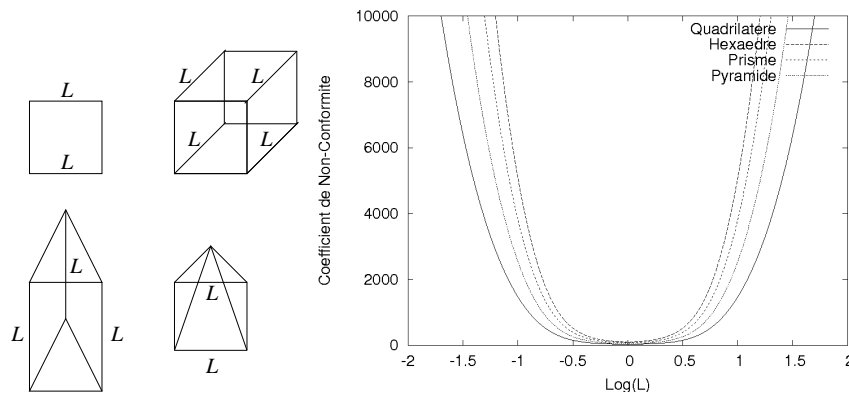 L
L
L
L
L
L
L
L
L
L
L
Coefficient de Non-Conformite
10000
8000
6000
4000
2000
0
-2
-1.5
-1
-0.5
0
0.5
1
1.5
2
Log(L)
Quadrilatere
Hexaedre
Prisme
Pyramide